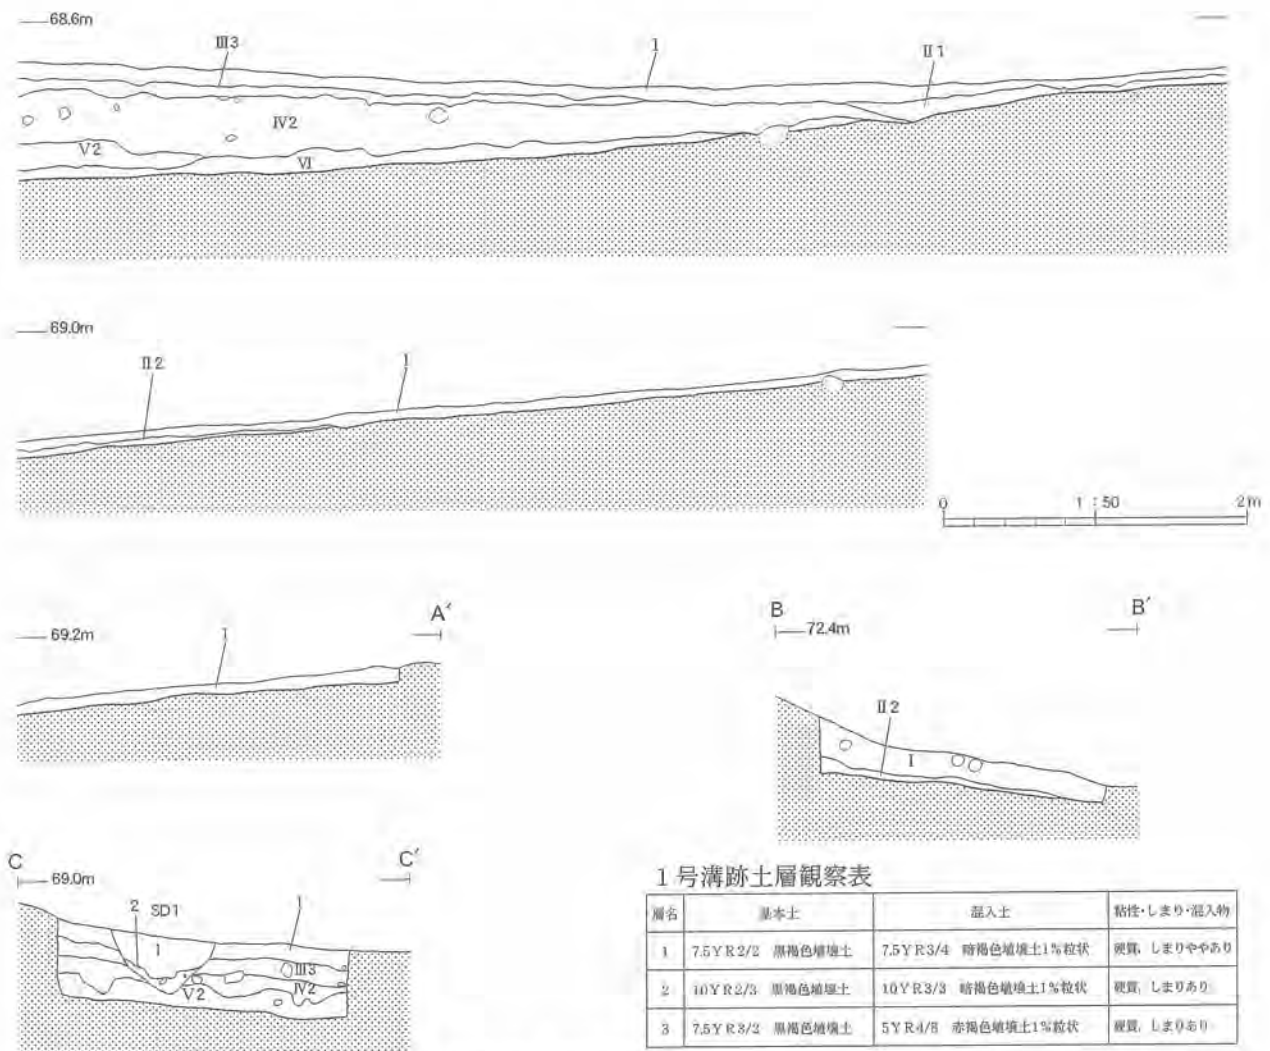 68.6m
Ⅲ3 1 Ⅱ1
Ⅳ2
Ⅴ2 Ⅵ
69.0m
Ⅱ2 1
0 1:50 2m
A′
69.2m
1
B B′
72.4m
Ⅱ2
Ⅰ
C C′
69.0m
2 SD1 1
1
Ⅲ3
Ⅳ2
Ⅴ2
1号溝跡土層観察表
層名 基本土 混入土 粘性・しまり・混入物
1 7.5YR2/2 黒褐色埴壌土 7.5YR3/4 暗褐色埴壌土1%粒状 硬質，しまりややあり
2 10YR2/3 黒褐色埴壌土 10YR3/3 暗褐色埴壌土1%粒状 硬質，しまりあり
3 7.5YR3/2 黒褐色埴壌土 5YR4/8 赤褐色埴壌土1%粒状 硬質，しまりあり